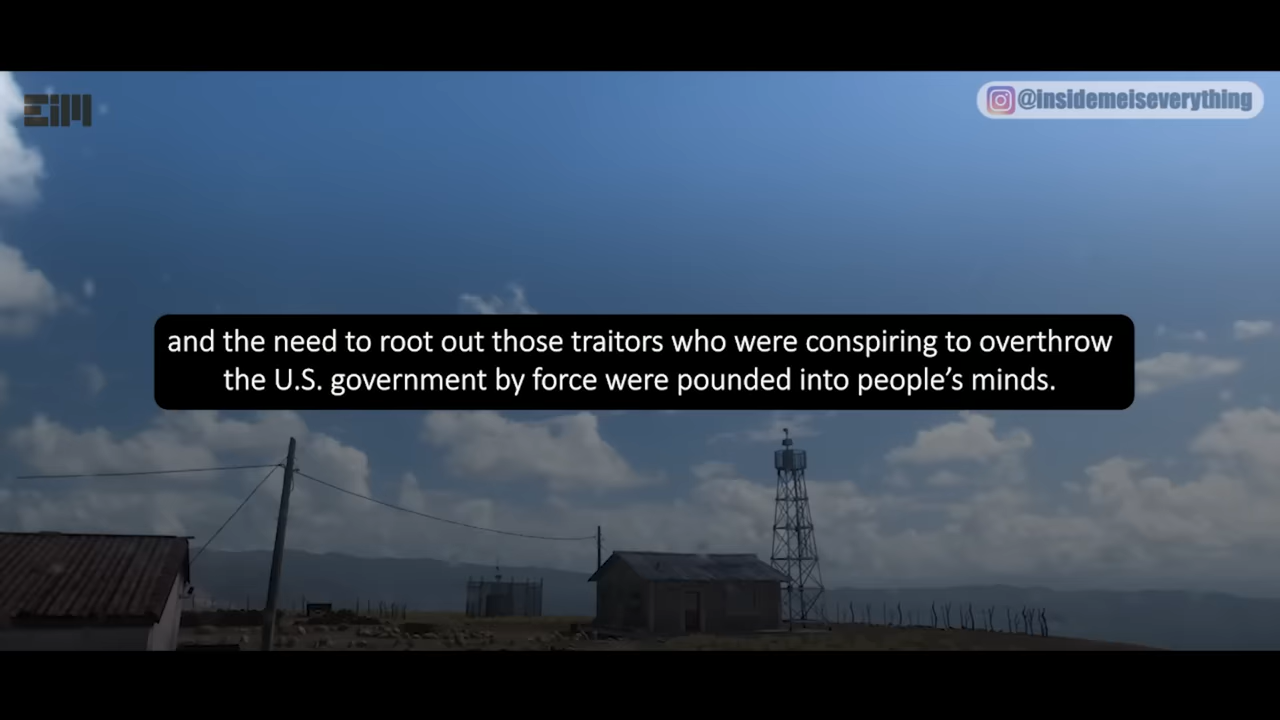 EiM
@insidemeiseverything
and the need to root out those traitors who were conspiring to overthrow
the U.S. government by force were pounded into people’s minds.